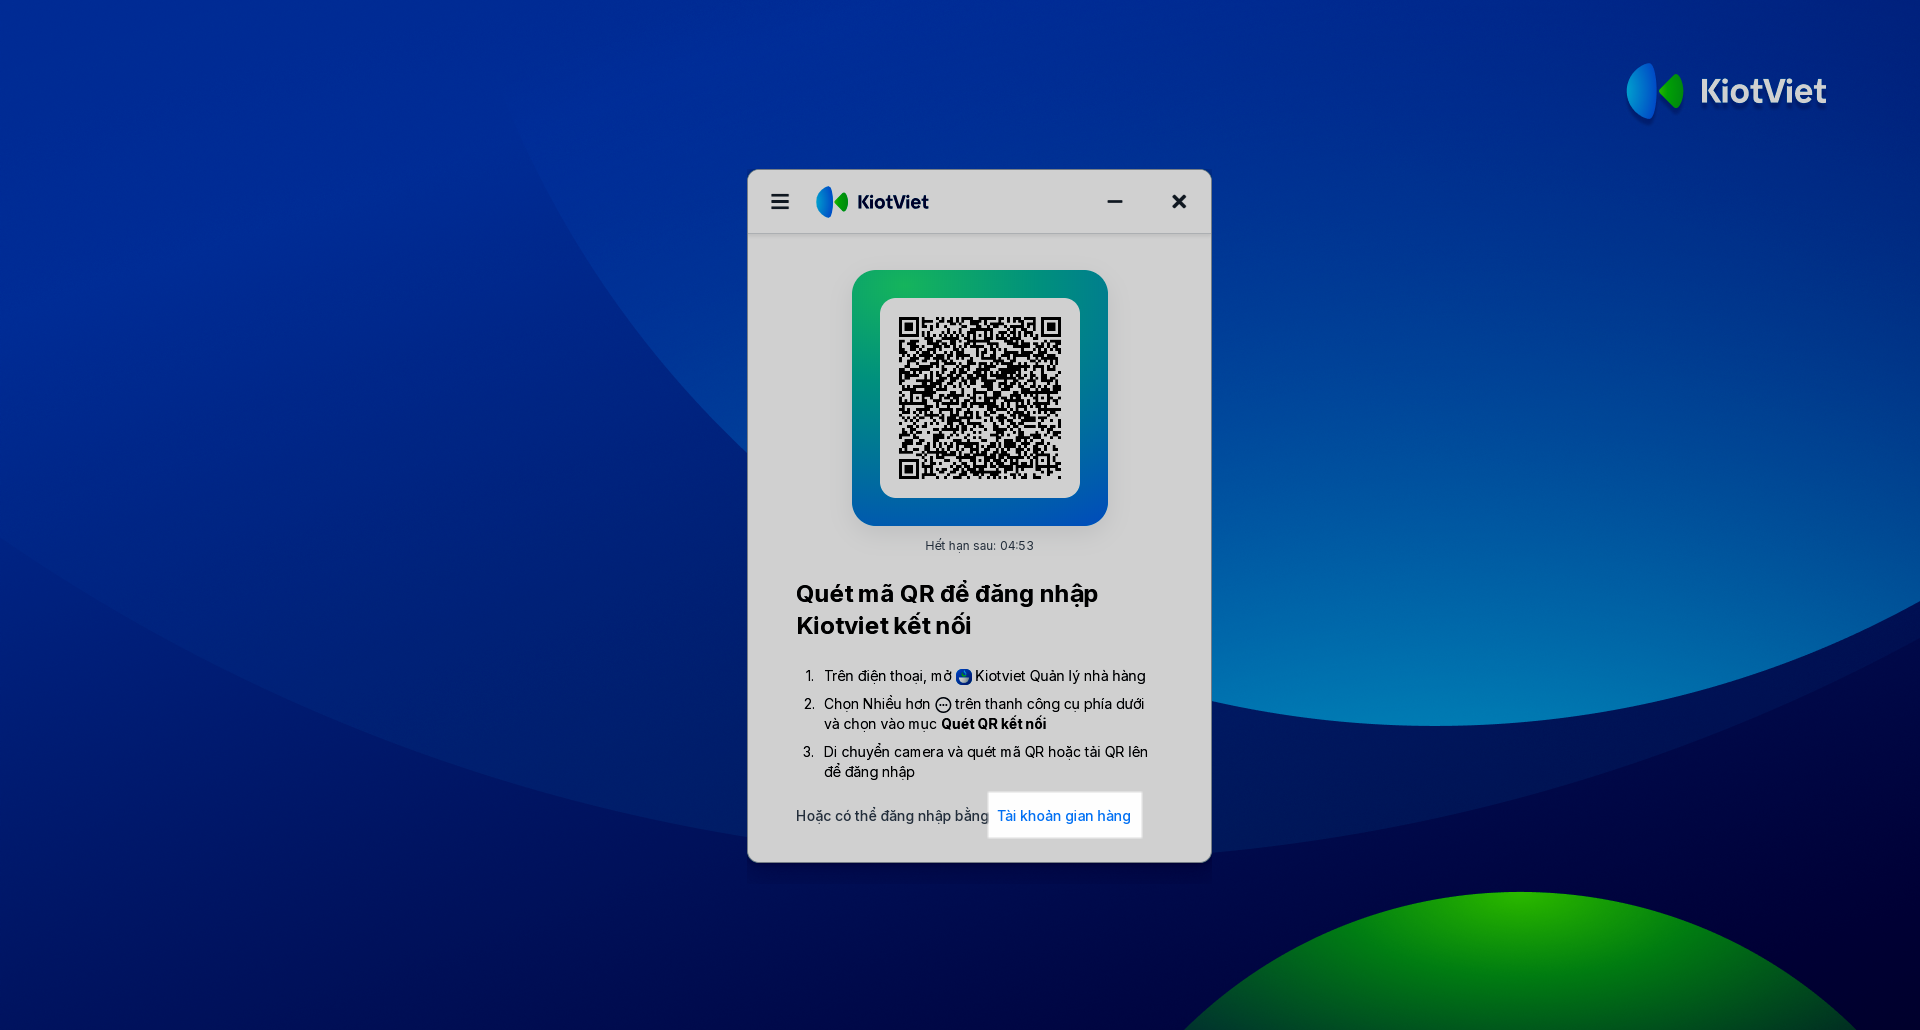 KiotViet
KiotViet
Hết hạn sau: 04:53
Quét mã QR để đăng nhập
Kiotviet kết nối
1. Trên điện thoại, mở Kiotviet Quản lý nhà hàng
2. Chọn Nhiều hơn trên thanh công cụ phía dưới
và chọn vào mục Quét QR kết nối
3. Di chuyển camera và quét mã QR hoặc tải QR lên
để đăng nhập
Hoặc có thể đăng nhập bằng Tài khoản gian hàng